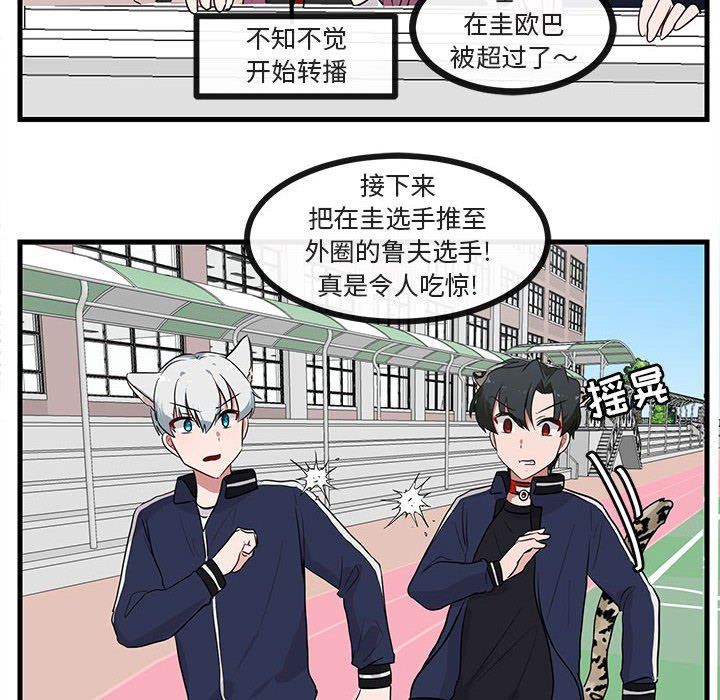 不知不觉
开始转播
在圭欧巴
被超过了~
接下来
把在圭选手推至
外圈的鲁夫选手!
真是令人吃惊!
摇晃